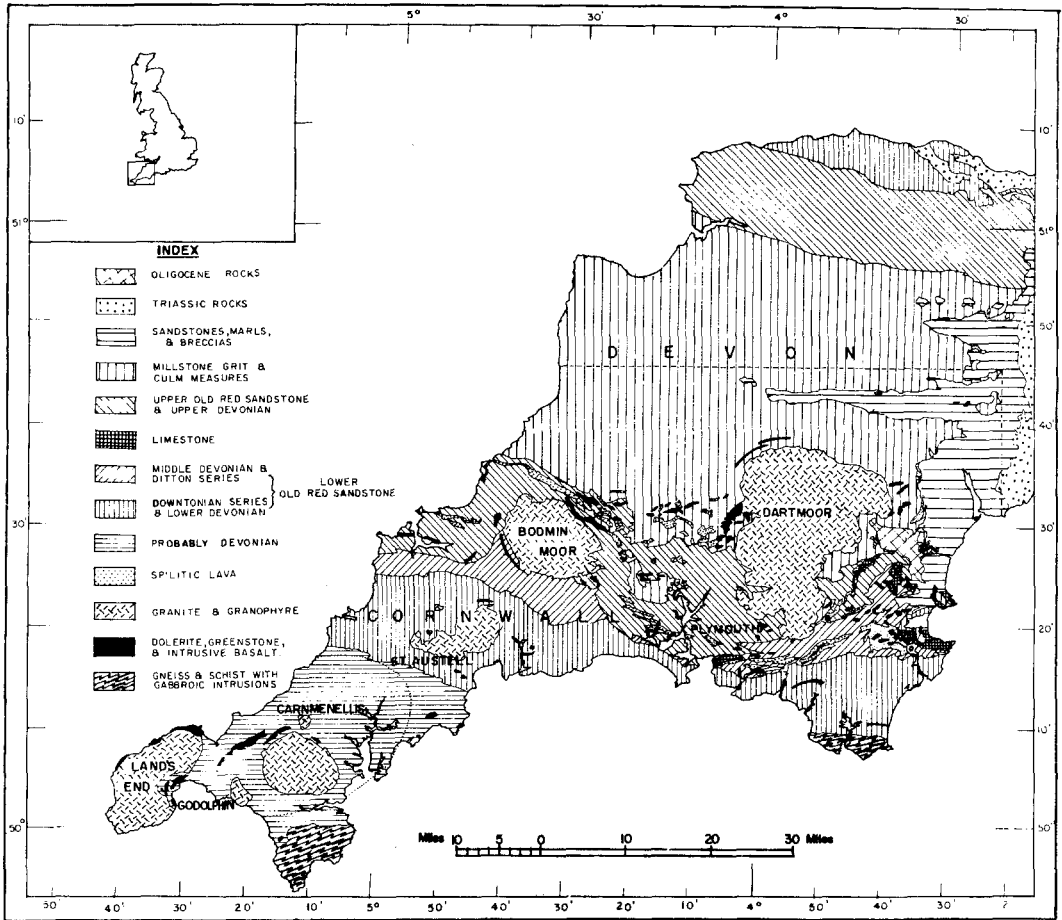 5° 30' 4° 30'
10'
51°
10'
51°
50'
40'
30'
20'
10'
50°
30'
50°
INDEX
OLIGOCENE ROCKS
TRIASSIC ROCKS
SANDSTONES, MARLS,
& BRECCIAS
MILLSTONE GRIT &
CULM MEASURES
UPPER OLD RED SANDSTONE
& UPPER DEVONIAN
LIMESTONE
MIDDLE DEVONIAN &
DITTON SERIES
DOWNTONIAN SERIES
& LOWER DEVONIAN
LOWER
OLD RED SANDSTONE
PROBABLY DEVONIAN
SPILITIC LAVA
GRANITE & GRANOPHYRE
DOLERITE, GREENSTONE,
& INTRUSIVE BASALT.
GNEISS & SCHIST WITH
GABBROIC INTRUSIONS
DEVON
DARTMOOR
BODMIN
MOOR
CORNWALL
PLYMOUTH
ST. AUSTELL
CARNMENELLIS
LANDS
END
GODOLPHIN
Miles 10 5 0 10 20 30 Miles
50' 40' 30' 20' 10' 5° 50' 40' 30' 20' 10' 4° 50' 40' 30'